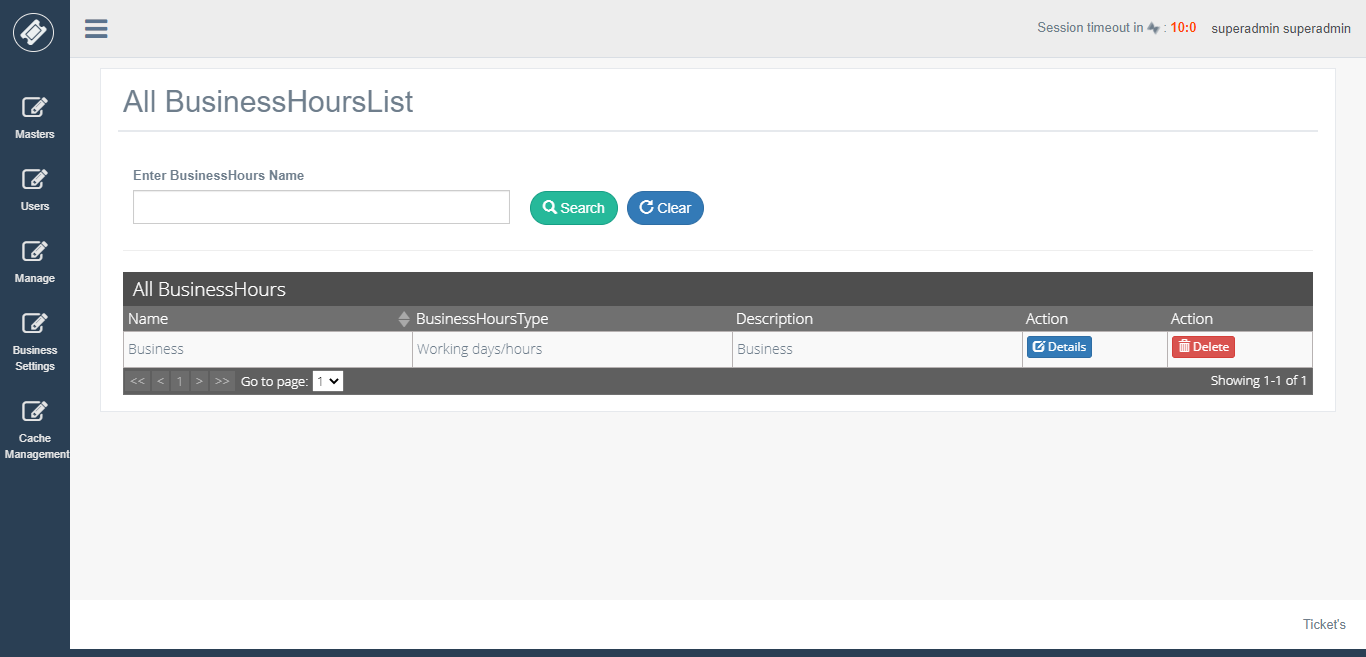 Session timeout in : 10:0 superadmin superadmin
Masters
Users
Manage
Business
Settings
Cache
Management
All BusinessHoursList
Enter BusinessHours Name
Search Clear
All BusinessHours
Name BusinessHoursType Description Action Action
Business Working days/hours Business Details Delete
<< < 1 > >> Go to page: 1 Showing 1-1 of 1
Ticket's